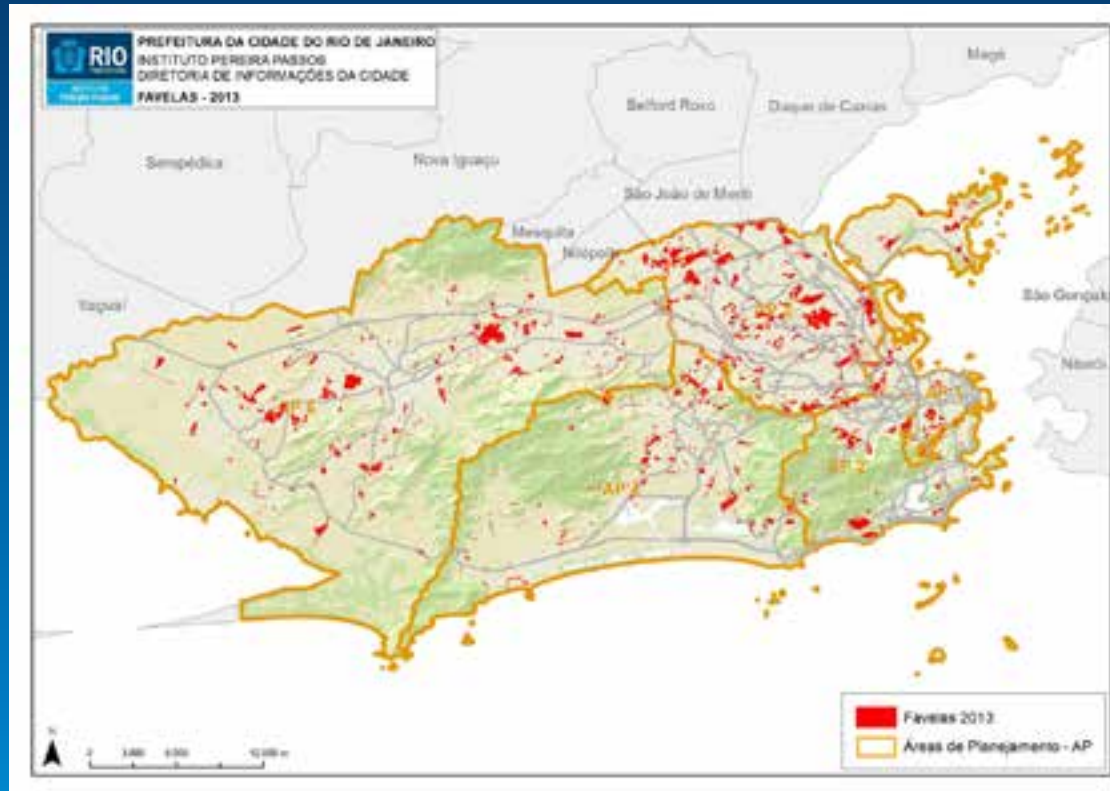 RIO
PREFEITURA DA CIDADE DO RIO DE JANEIRO
INSTITUTO PEREIRA PASSOS
DIRETORIA DE INFORMAÇÕES DA CIDADE
FAVELAS - 2013
Magé
Belford Roxo
Duque de Caxias
Seropédica
Nova Iguaçu
São João de Meriti
Mesquita
Nilópolis
Itaguaí
São Gonçalo
Niterói
AP 2
N
Favelas 2013
Áreas de Planejamento - AP